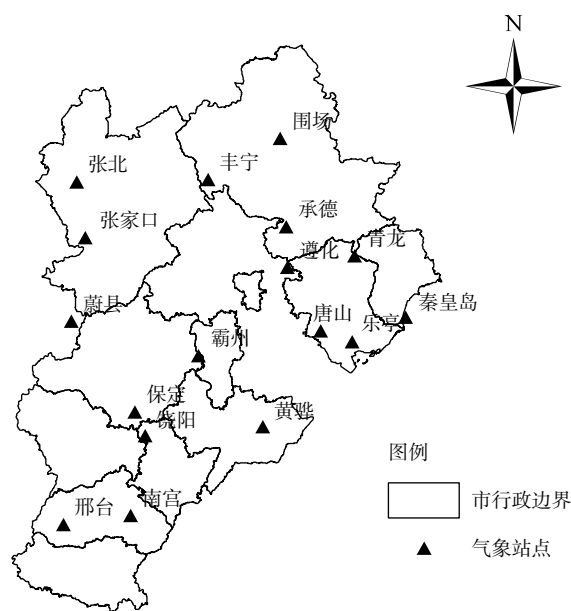 N
围场
张北
丰宁
张家口
承德
青龙
遵化
蔚县
秦皇岛
唐山
乐亭
霸州
保定
黄骅
饶阳
图例
市行政边界
南宫
邢台
气象站点